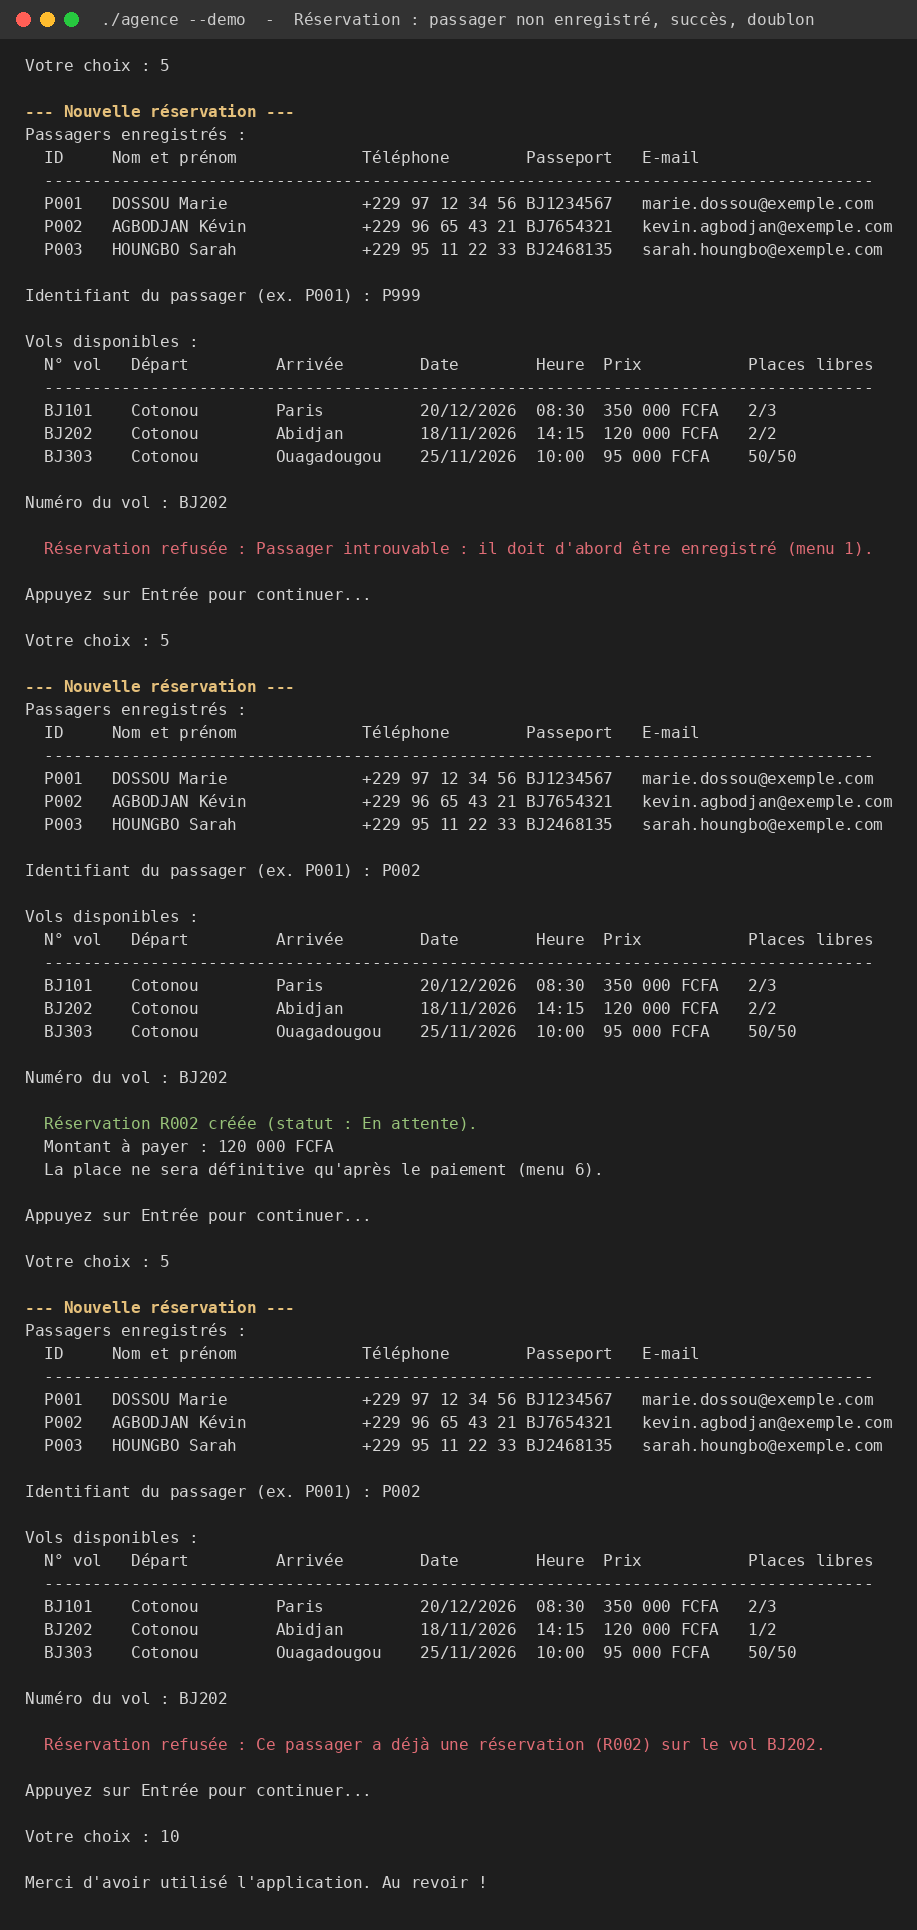 ./agence --demo  -  Réservation : passager non enregistré, succès, doublon
Votre choix : 5
--- Nouvelle réservation ---
Passagers enregistrés :
ID     Nom et prénom             Téléphone        Passeport   E-mail
--------------------------------------------------------------------------------------
P001   DOSSOU Marie              +229 97 12 34 56 BJ1234567   marie.dossou@exemple.com
P002   AGBODJAN Kévin            +229 96 65 43 21 BJ7654321   kevin.agbodjan@exemple.com
P003   HOUNGBO Sarah             +229 95 11 22 33 BJ2468135   sarah.houngbo@exemple.com
Identifiant du passager (ex. P001) : P999
Vols disponibles :
N° vol   Départ         Arrivée        Date        Heure  Prix           Places libres
--------------------------------------------------------------------------------------
BJ101    Cotonou        Paris          20/12/2026  08:30  350 000 FCFA   2/3
BJ202    Cotonou        Abidjan        18/11/2026  14:15  120 000 FCFA   2/2
BJ303    Cotonou        Ouagadougou    25/11/2026  10:00  95 000 FCFA    50/50
Numéro du vol : BJ202
Réservation refusée : Passager introuvable : il doit d'abord être enregistré (menu 1).
Appuyez sur Entrée pour continuer...
Votre choix : 5
--- Nouvelle réservation ---
Passagers enregistrés :
ID     Nom et prénom             Téléphone        Passeport   E-mail
--------------------------------------------------------------------------------------
P001   DOSSOU Marie              +229 97 12 34 56 BJ1234567   marie.dossou@exemple.com
P002   AGBODJAN Kévin            +229 96 65 43 21 BJ7654321   kevin.agbodjan@exemple.com
P003   HOUNGBO Sarah             +229 95 11 22 33 BJ2468135   sarah.houngbo@exemple.com
Identifiant du passager (ex. P001) : P002
Vols disponibles :
N° vol   Départ         Arrivée        Date        Heure  Prix           Places libres
--------------------------------------------------------------------------------------
BJ101    Cotonou        Paris          20/12/2026  08:30  350 000 FCFA   2/3
BJ202    Cotonou        Abidjan        18/11/2026  14:15  120 000 FCFA   2/2
BJ303    Cotonou        Ouagadougou    25/11/2026  10:00  95 000 FCFA    50/50
Numéro du vol : BJ202
Réservation R002 créée (statut : En attente).
Montant à payer : 120 000 FCFA
La place ne sera définitive qu'après le paiement (menu 6).
Appuyez sur Entrée pour continuer...
Votre choix : 5
--- Nouvelle réservation ---
Passagers enregistrés :
ID     Nom et prénom             Téléphone        Passeport   E-mail
--------------------------------------------------------------------------------------
P001   DOSSOU Marie              +229 97 12 34 56 BJ1234567   marie.dossou@exemple.com
P002   AGBODJAN Kévin            +229 96 65 43 21 BJ7654321   kevin.agbodjan@exemple.com
P003   HOUNGBO Sarah             +229 95 11 22 33 BJ2468135   sarah.houngbo@exemple.com
Identifiant du passager (ex. P001) : P002
Vols disponibles :
N° vol   Départ         Arrivée        Date        Heure  Prix           Places libres
--------------------------------------------------------------------------------------
BJ101    Cotonou        Paris          20/12/2026  08:30  350 000 FCFA   2/3
BJ202    Cotonou        Abidjan        18/11/2026  14:15  120 000 FCFA   1/2
BJ303    Cotonou        Ouagadougou    25/11/2026  10:00  95 000 FCFA    50/50
Numéro du vol : BJ202
Réservation refusée : Ce passager a déjà une réservation (R002) sur le vol BJ202.
Appuyez sur Entrée pour continuer...
Votre choix : 10
Merci d'avoir utilisé l'application. Au revoir !